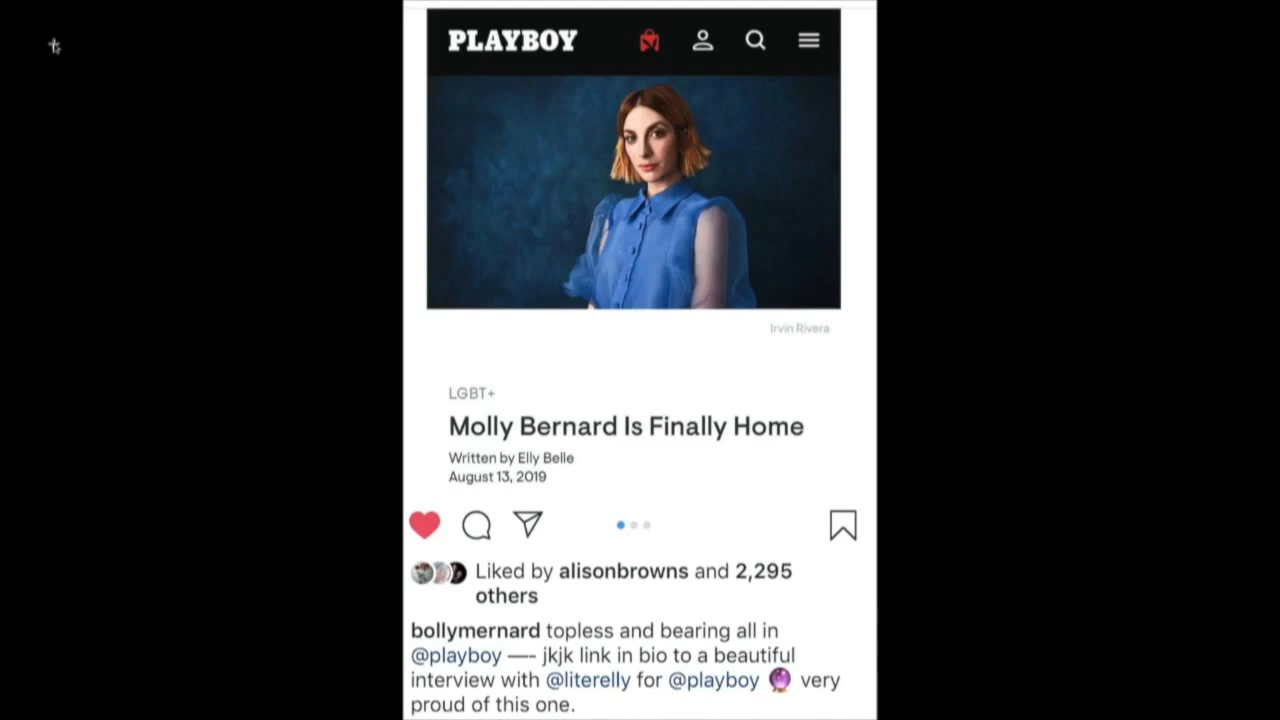 PLAYBOY
Irvin Rivera
LGBT+
Molly Bernard Is Finally Home
Written by Elly Belle
August 13, 2019
Liked by alisonbrowns and 2,295
others
bollymernard topless and bearing all in
@playboy —- jkjk link in bio to a beautiful
interview with @literelly for @playboy 🔮 very
proud of this one.